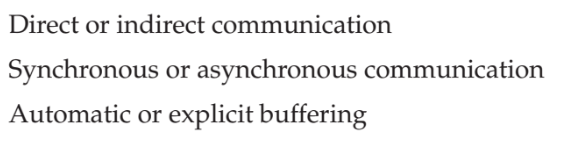 Direct or indirect communication
Synchronous or asynchronous communication
Automatic or explicit buffering